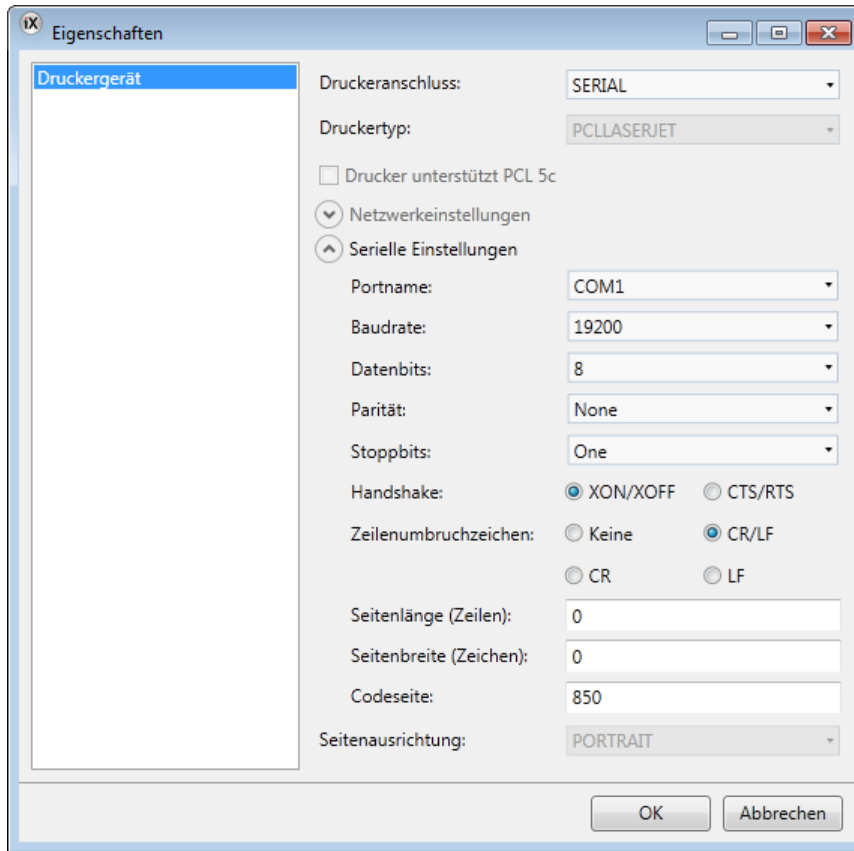 iX Eigenschaften
Druckergerät
Druckeranschluss: SERIAL
Druckertyp: PCLLASERJET
Drucker unterstützt PCL 5c
Netzwerkeinstellungen
Serielle Einstellungen
Portname: COM1
Baudrate: 19200
Datenbits: 8
Parität: None
Stoppbits: One
Handshake: XON/XOFF CTS/RTS
Zeilenumbruchzeichen: Keine CR/LF
CR LF
Seitenlänge (Zeilen): 0
Seitenbreite (Zeichen): 0
Codeseite: 850
Seitenausrichtung: PORTRAIT
OK Abbrechen